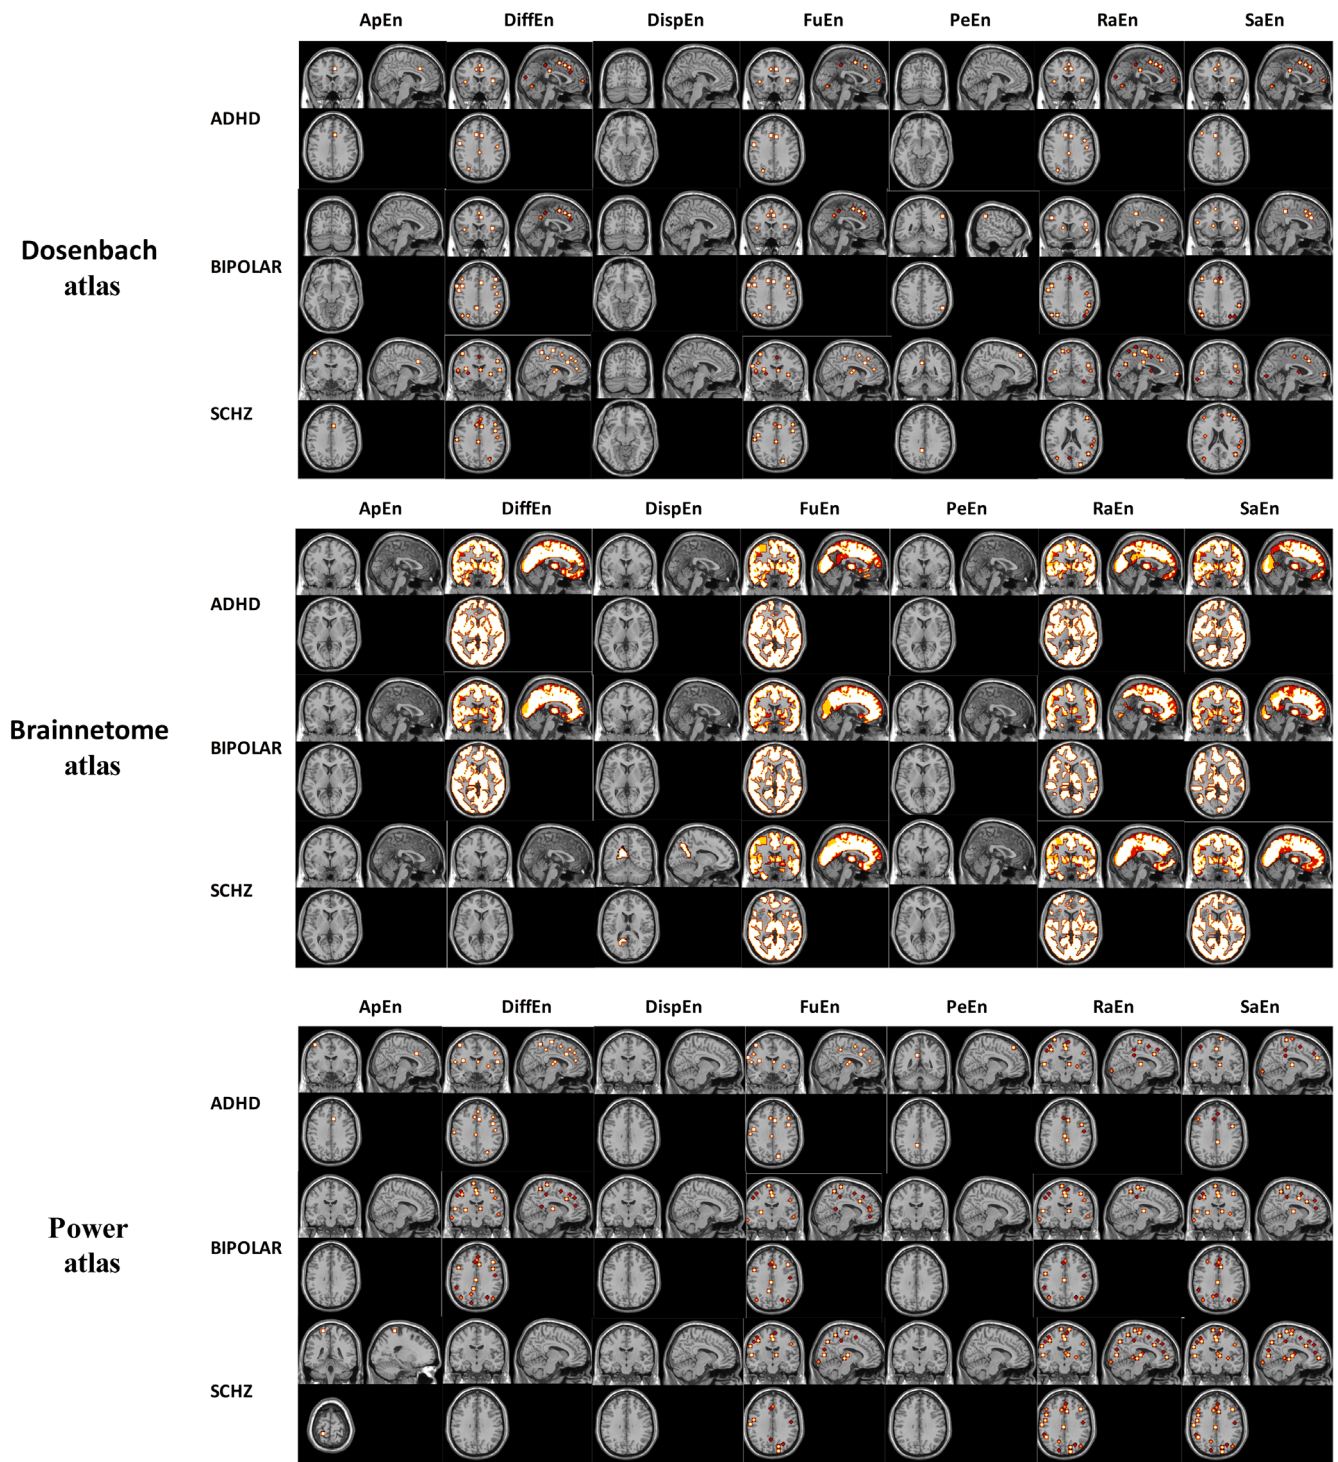 ApEn DiffEn DispEn FuEn PeEn RaEn SaEn
ADHD
Dosenbach
atlas
BIPOLAR
SCHZ
ApEn DiffEn DispEn FuEn PeEn RaEn SaEn
ADHD
Brainnetome
atlas
BIPOLAR
SCHZ
ApEn DiffEn DispEn FuEn PeEn RaEn SaEn
ADHD
Power
atlas
BIPOLAR
SCHZ